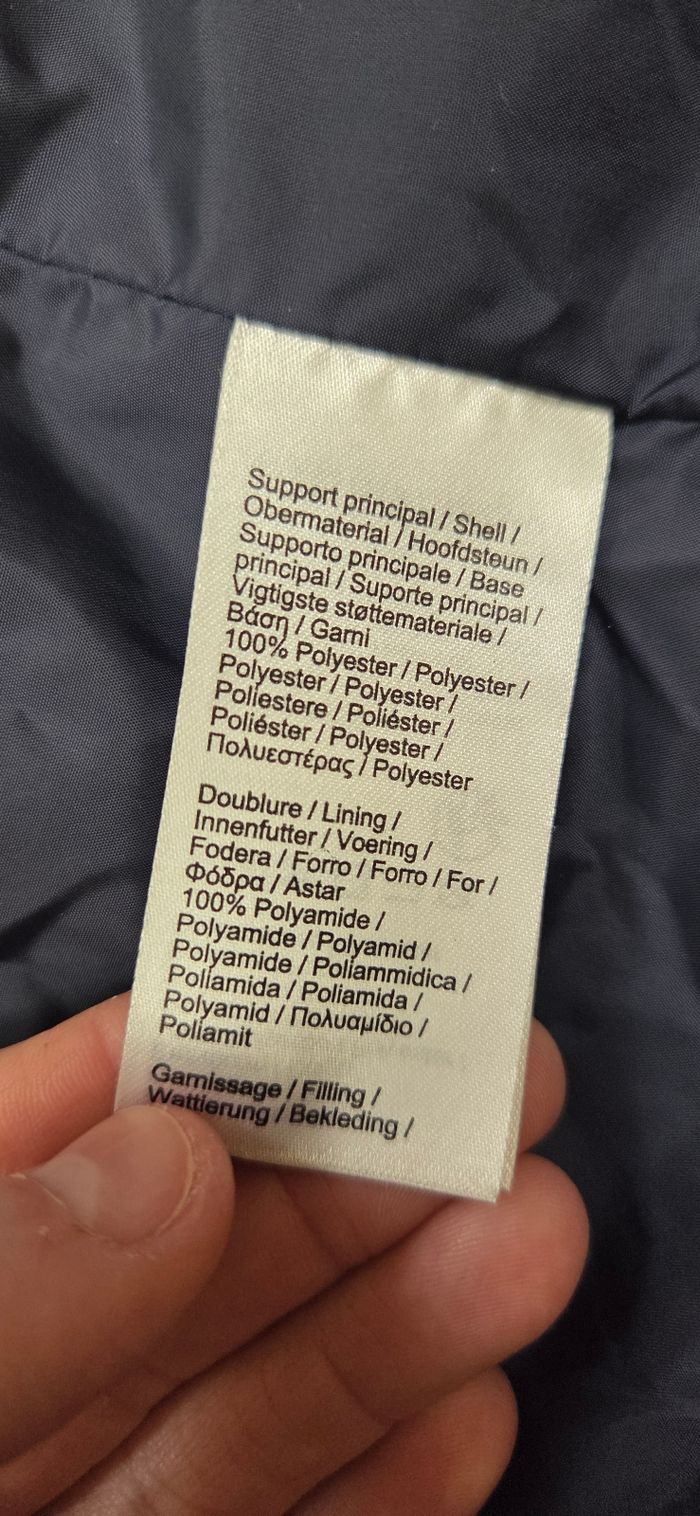 Support principal / Shell /
Obermaterial / Hoofdsteun /
Supporto principale / Base
principal / Suporte principal /
Vigtigste støttemateriale /
Βάση / Garni
100% Polyester / Polyester /
Polyester / Polyester /
Poliestere / Poliéster /
Poliéster / Polyester /
Πολυεστέρας / Polyester
Doublure / Lining /
Innenfutter / Voering /
Fodera / Forro / Forro / For /
Φόδρα / Astar
100% Polyamide /
Polyamide / Polyamid /
Polyamide / Poliammidica /
Poliamida / Poliamida /
Polyamid / Πολυαμίδιο /
Poliamit
Garnissage / Filling /
Wattierung / Bekleding /